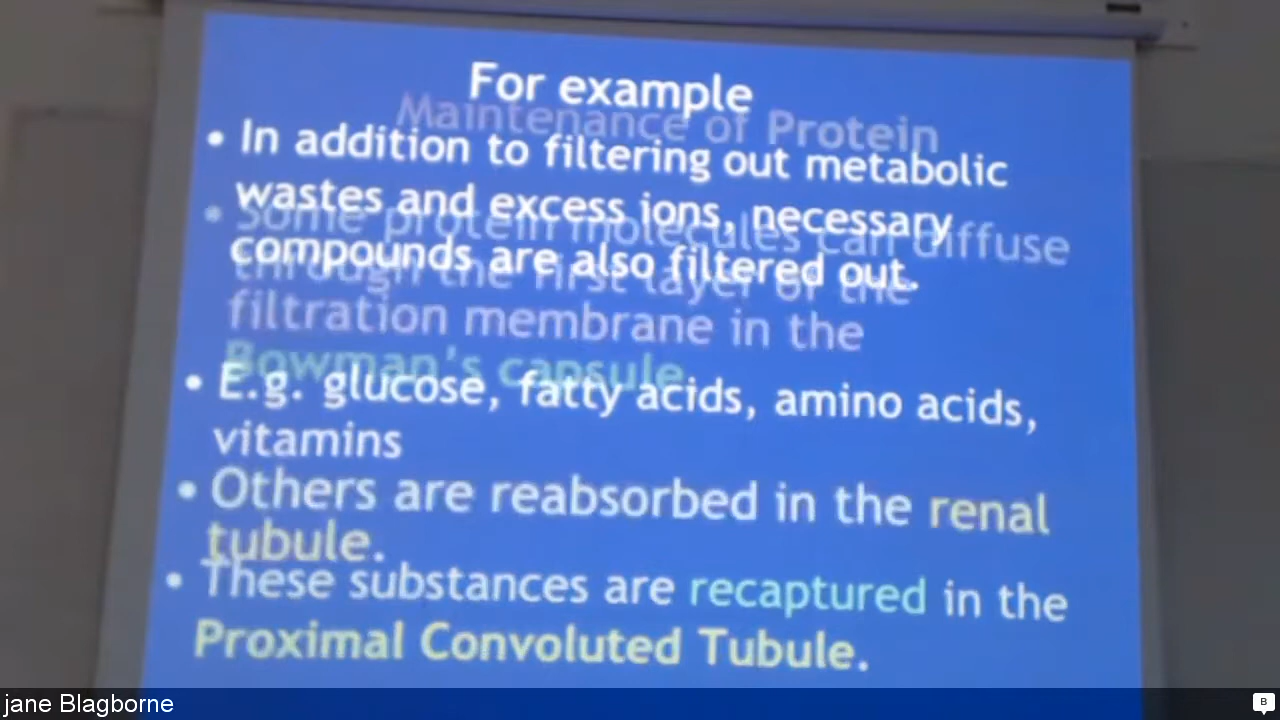 For example
Maintenance of Protein
• In addition to filtering out metabolic
wastes and excess ions, necessary
compounds are also filtered out.
• Some protein molecules can diffuse
through the first layer of the
filtration membrane in the
Bowman's capsule.
• E.g. glucose, fatty acids, amino acids,
vitamins
• Others are reabsorbed in the renal
tubule.
• These substances are recaptured in the
Proximal Convoluted Tubule.
jane Blagborne
B